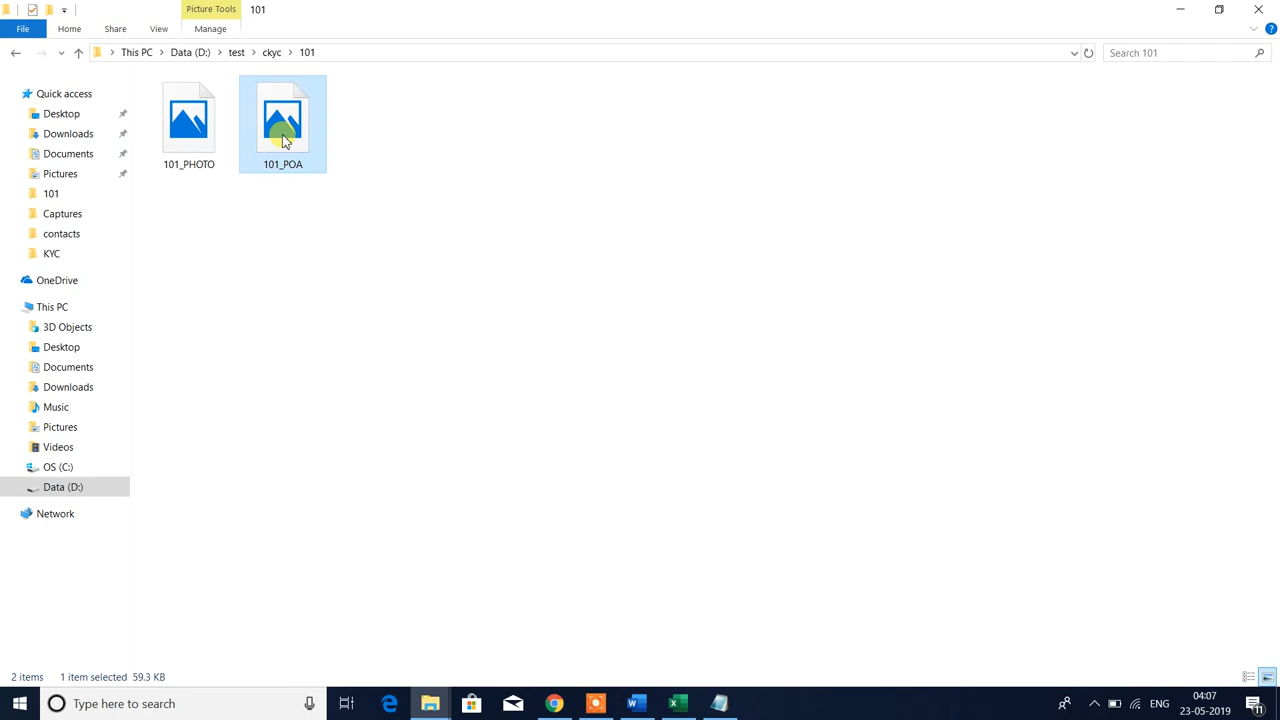 Picture Tools
101
File
Home
Share
View
Manage
This PC
Data (D:)
test
ckyc
101
Search 101
Quick access
Desktop
Downloads
Documents
Pictures
101
Captures
contacts
KYC
OneDrive
This PC
3D Objects
Desktop
Documents
Downloads
Music
Pictures
Videos
OS (C:)
Data (D:)
Network
101_PHOTO
101_POA
2 items
1 item selected 59.3 KB
Type here to search
ENG
04:07
23-05-2019
11